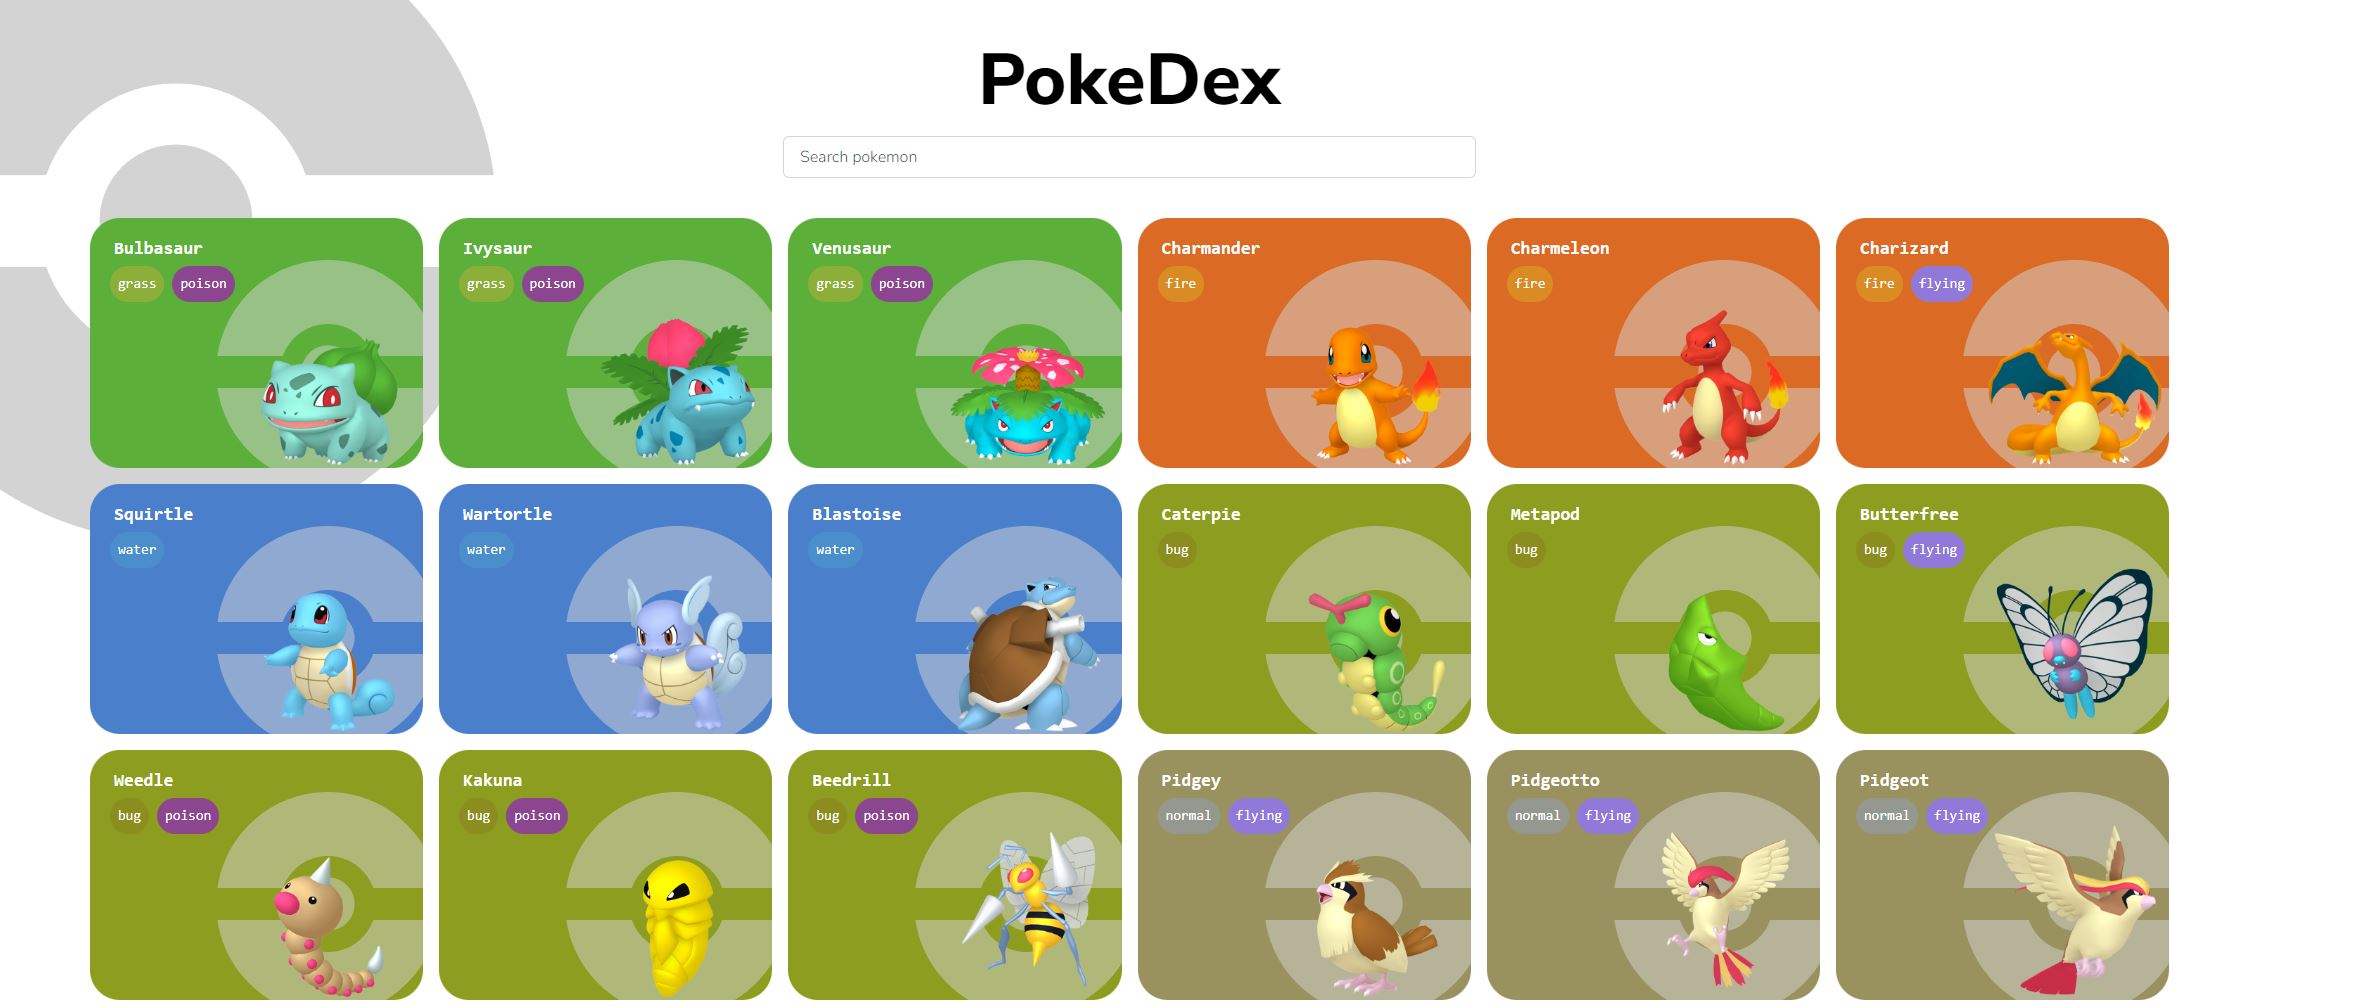 PokeDex
Search pokemon
Bulbasaur
grass poison
Ivysaur
grass poison
Venusaur
grass poison
Charmander
fire
Charmeleon
fire
Charizard
fire flying
Squirtle
water
Wartortle
water
Blastoise
water
Caterpie
bug
Metapod
bug
Butterfree
bug flying
Weedle
bug poison
Kakuna
bug poison
Beedrill
bug poison
Pidgey
normal flying
Pidgeotto
normal flying
Pidgeot
normal flying